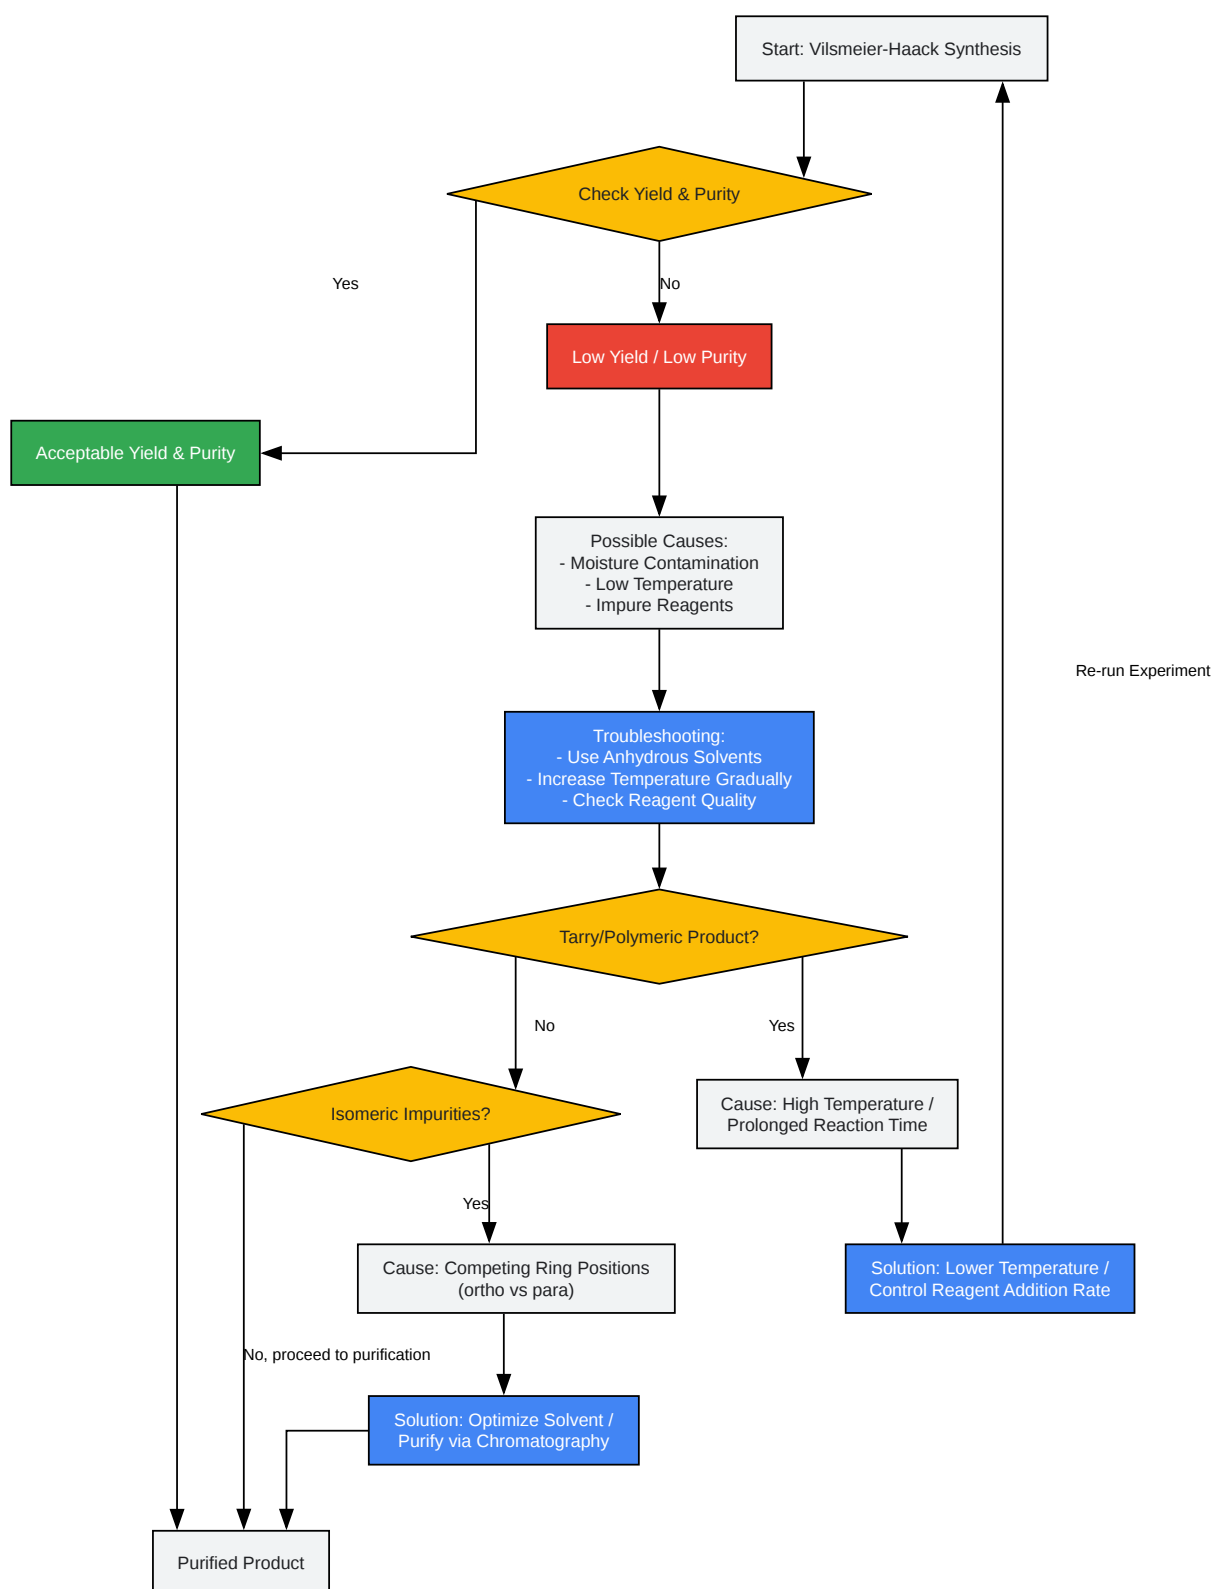 Start: Vilsmeier-Haack Synthesis
Check Yield & Purity
Yes
No
Low Yield / Low Purity
Acceptable Yield & Purity
Possible Causes:
- Moisture Contamination
- Low Temperature
- Impure Reagents
Re-run Experiment
Troubleshooting:
- Use Anhydrous Solvents
- Increase Temperature Gradually
- Check Reagent Quality
Tarry/Polymeric Product?
No
Yes
Isomeric Impurities?
Cause: High Temperature /
Prolonged Reaction Time
Yes
Cause: Competing Ring Positions
(ortho vs para)
Solution: Lower Temperature /
Control Reagent Addition Rate
No, proceed to purification
Solution: Optimize Solvent /
Purify via Chromatography
Purified Product